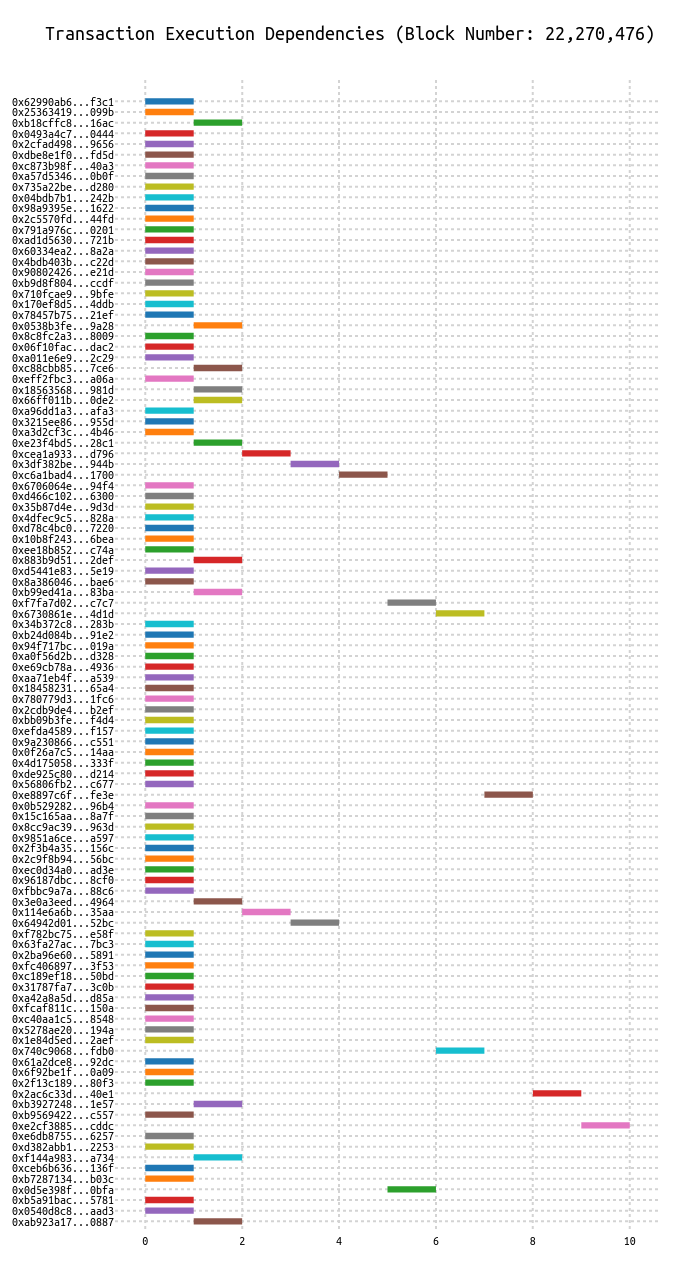 Transaction Execution Dependencies (Block Number: 22,270,476)
0x62990ab6...f3c1
0x25363419...099b
0xb18cffc8...16ac
0x0493a4c7...0444
0x2cfad498...9656
0xdbe8e1f0...fd5d
0xc873b98f...40a3
0xa57d5346...0b0f
0x735a22be...d280
0x04bdb7b1...242b
0x98a9395e...1622
0x2c5570fd...44fd
0x791a976c...0201
0xad1d5630...721b
0x60334ea2...8a2a
0x4bdb403b...c22d
0x90802426...e21d
0xb9d8f804...ccdf
0x710fcae9...9bfe
0x170ef8d5...4ddb
0x78457b75...21ef
0x0538b3fe...9a28
0x8c8fc2a3...8009
0x06f10fac...dac2
0xa011e6e9...2c29
0xc88cbb85...7ce6
0xeff2fbc3...a06a
0x18563568...981d
0x66ff011b...0de2
0xa96dd1a3...afa3
0x3215ee86...955d
0xa3d2cf3c...4b46
0xe23f4bd5...28c1
0xcea1a933...d796
0x3df382be...944b
0xc6a1bad4...1700
0x6706064e...94f4
0xd466c102...6300
0x35b87d4e...9d3d
0x4dfec9c5...828a
0xd78c4bc0...7220
0x10b8f243...6bea
0xee18b852...c74a
0x883b9d51...2def
0xd5441e83...5e19
0x8a386046...bae6
0xb99ed41a...83ba
0xf7fa7d02...c7c7
0x6730861e...4d1d
0x34b372c8...283b
0xb24d084b...91e2
0x94f717bc...019a
0xa0f56d2b...d328
0xe69cb78a...4936
0xaa71eb4f...a539
0x18458231...65a4
0x780779d3...1fc6
0x2cdb9de4...b2ef
0xbb09b3fe...f4d4
0xefda4589...f157
0x9a230866...c551
0x0f26a7c5...14aa
0x4d175058...333f
0xde925c80...d214
0x56806fb2...c677
0xe8897c6f...fe3e
0x0b529282...96b4
0x15c165aa...8a7f
0x8cc9ac39...963d
0x9851a6ce...a597
0x2f3b4a35...156c
0x2c9f8b94...56bc
0xec0d34a0...ad3e
0x96187dbc...8cf0
0xfbbc9a7a...88c6
0x3e0a3eed...4964
0x114e6a6b...35aa
0x64942d01...52bc
0xf782bc75...e58f
0x63fa27ac...7bc3
0x2ba96e60...5891
0xfc406897...3f53
0xc189ef18...50bd
0x31787fa7...3c0b
0xa42a8a5d...d85a
0xfcaf811c...150a
0xc40aa1c5...8548
0x5278ae20...194a
0x1e84d5ed...2aef
0x740c9068...fdb0
0x61a2dce8...92dc
0x6f92be1f...0a09
0x2f13c189...80f3
0x2ac6c33d...40e1
0xb3927248...1e57
0xb9569422...c557
0xe2cf3885...cddc
0xe6db8755...6257
0xd382abb1...2253
0xf144a983...a734
0xceb6b636...136f
0xb7287134...b03c
0x0d5e398f...0bfa
0xb5a91bac...5781
0x0540d8c8...aad3
0xab923a17...0887
0 2 4 6 8 10